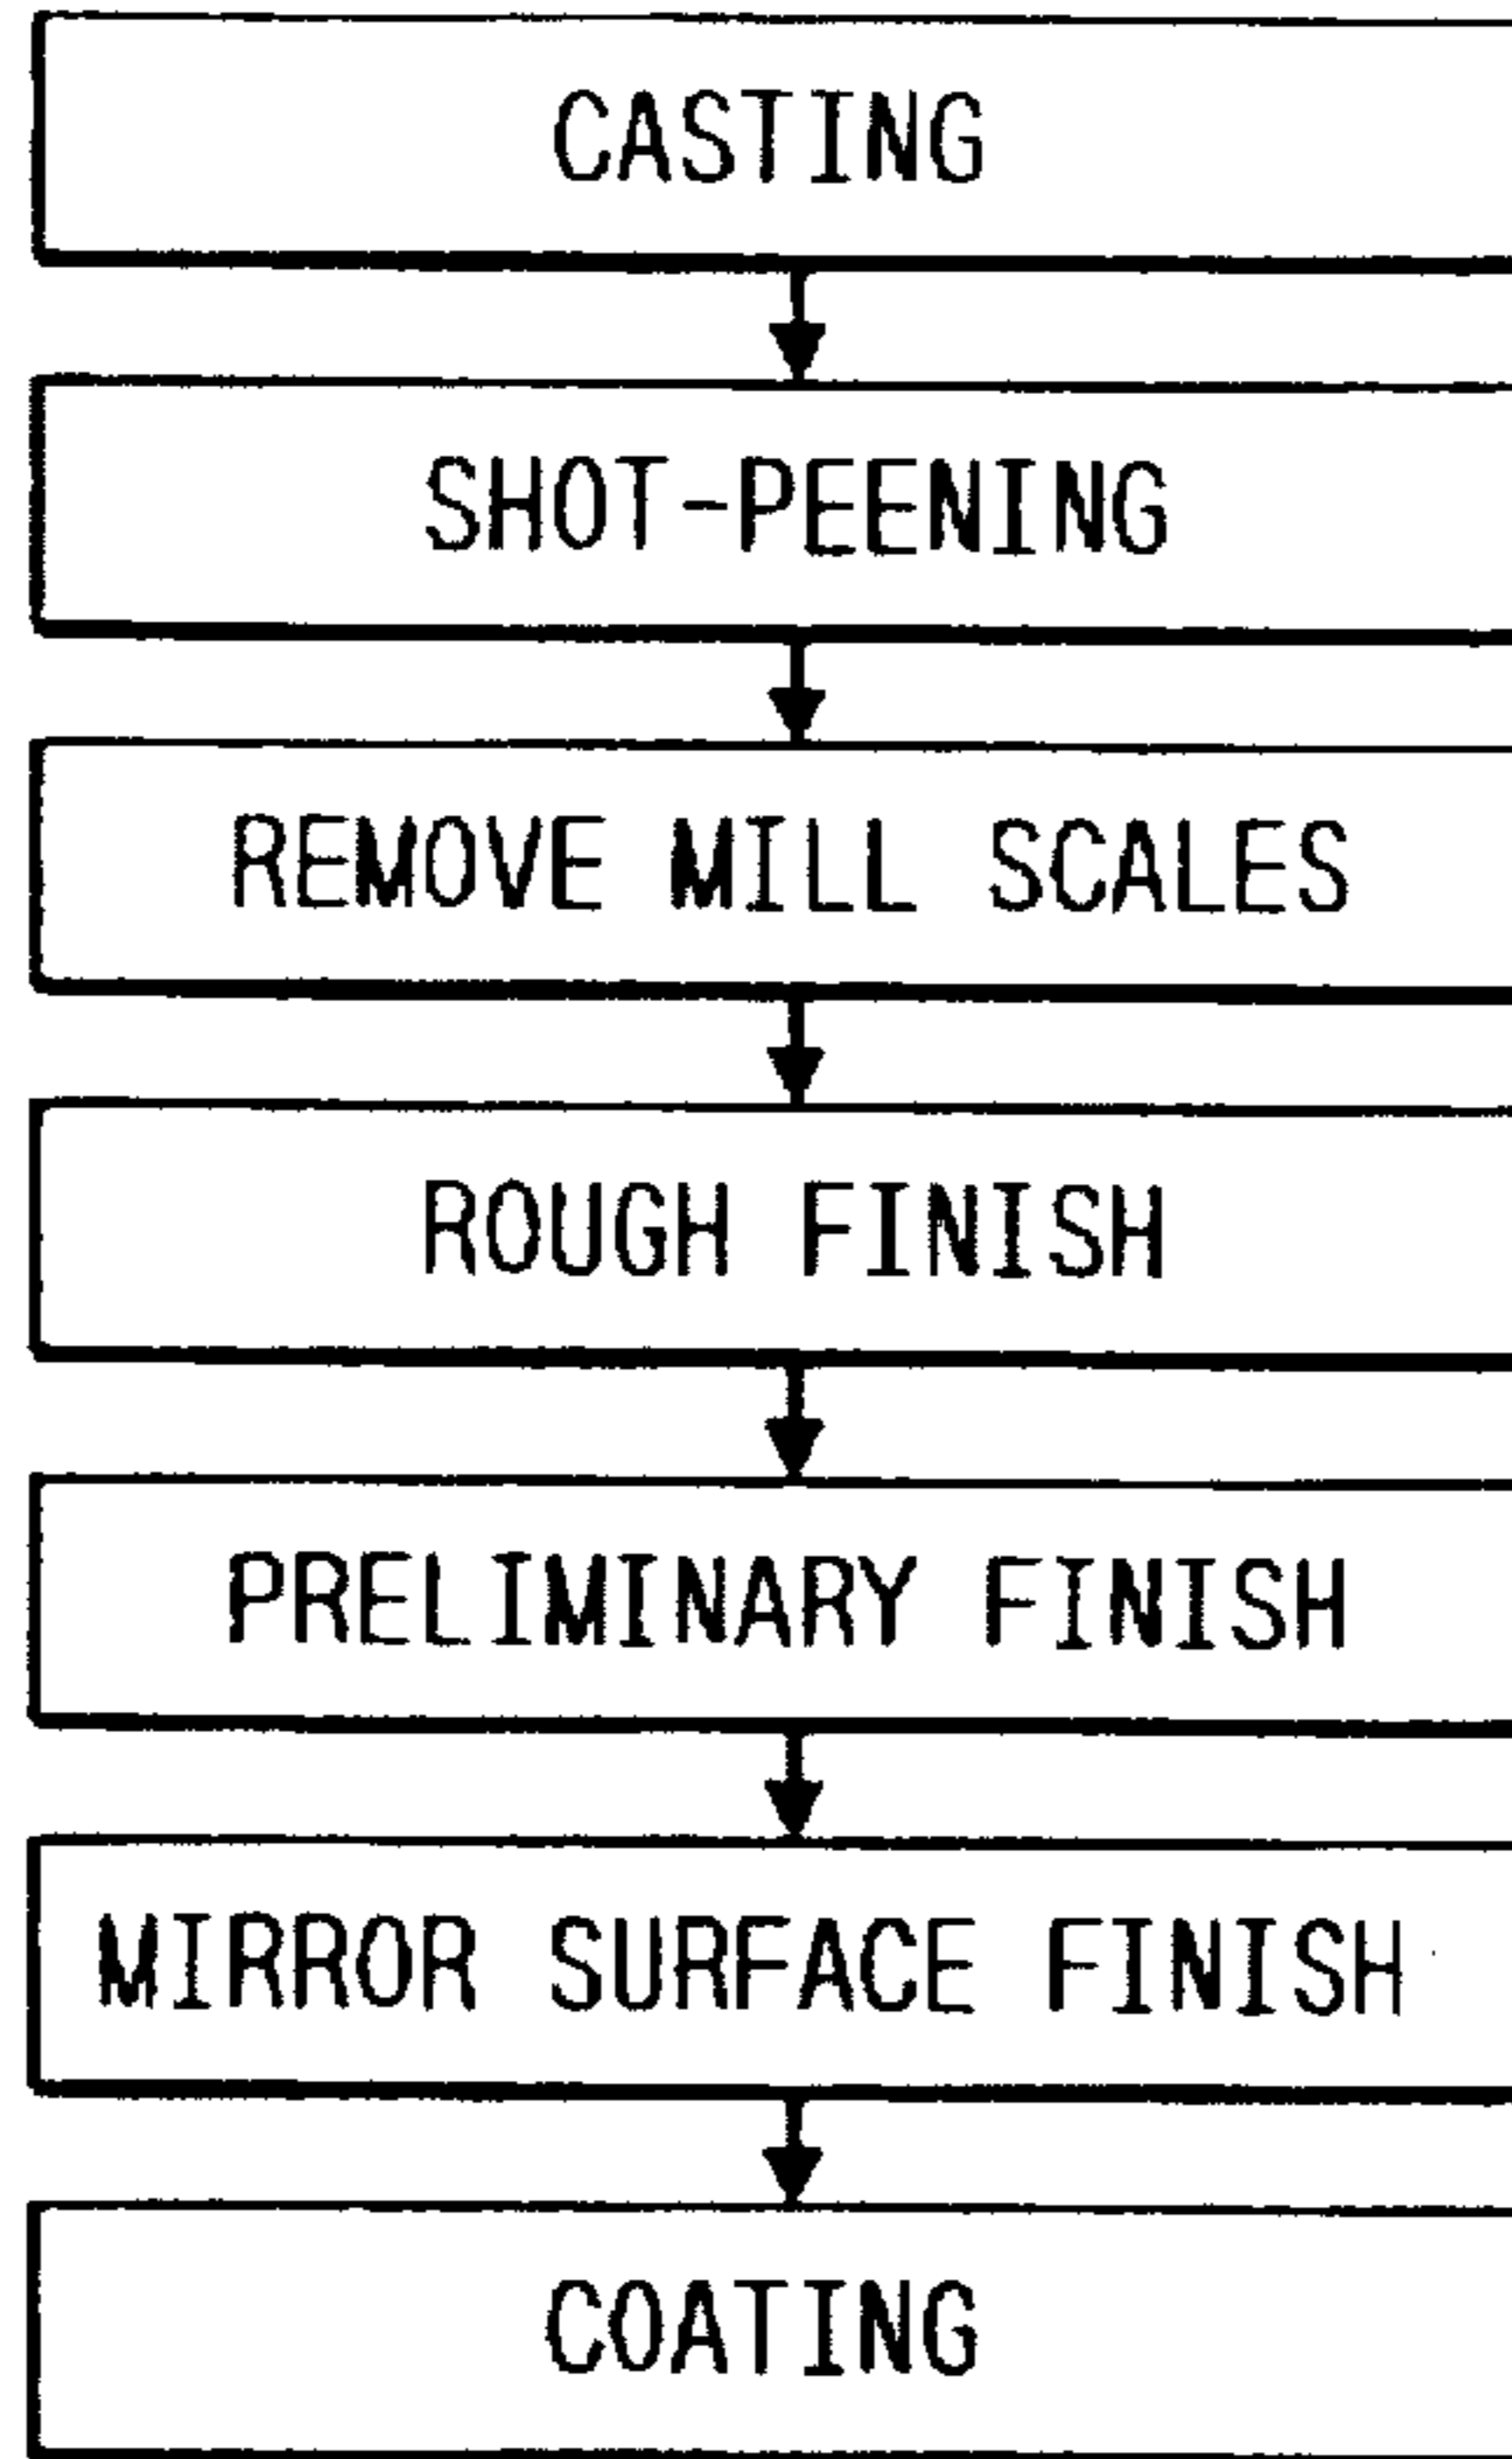 CASTING
SHOT-PEENING
REMOVE MILL SCALES
ROUGH FINISH
PRELIMINARY FINISH
MIRROR SURFACE FINISH
COATING